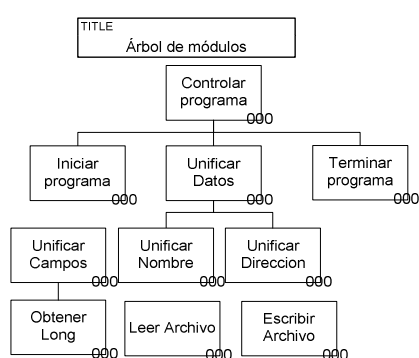 TITLE
Árbol de módulos
Controlar
programa
000
Iniciar
programa
000
Unificar
Datos
000
Terminar
programa
000
Unificar
Campos
000
Unificar
Nombre
000
Unificar
Direccion
000
Obtener
Long
000
Leer Archivo
000
Escribir
Archivo
000